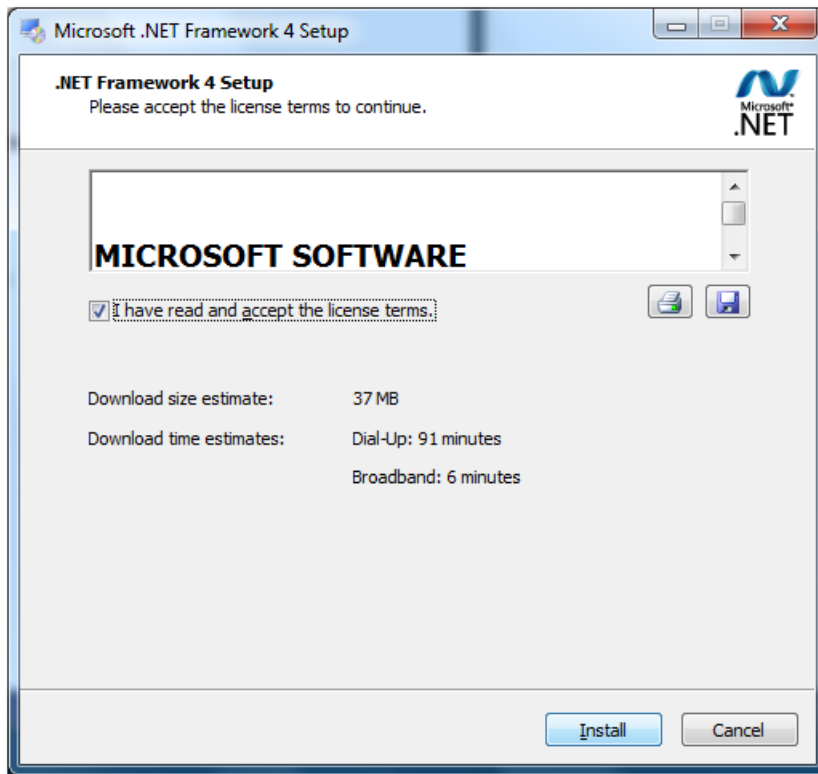 Microsoft .NET Framework 4 Setup
.NET Framework 4 Setup
Please accept the license terms to continue.
Microsoft®
.NET
MICROSOFT SOFTWARE
I have read and accept the license terms.
Download size estimate: 37 MB
Download time estimates: Dial-Up: 91 minutes
Broadband: 6 minutes
Install Cancel